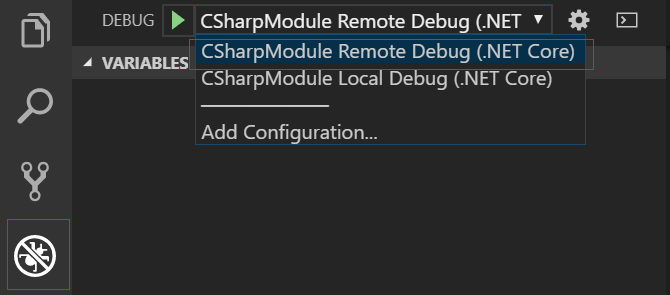 DEBUG CSharpModule Remote Debug (.NET
CSharpModule Remote Debug (.NET Core)
VARIABLES
CSharpModule Local Debug (.NET Core)
Add Configuration...